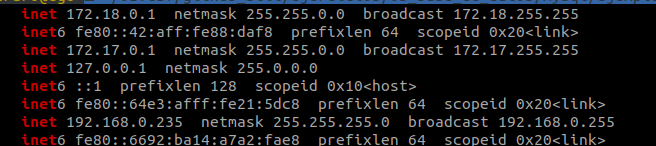 inet 172.18.0.1  netmask 255.255.0.0  broadcast 172.18.255.255
inet6 fe80::42:aff:fe88:daf8  prefixlen 64  scopeid 0x20<link>
inet 172.17.0.1  netmask 255.255.0.0  broadcast 172.17.255.255
inet 127.0.0.1  netmask 255.0.0.0
inet6 ::1  prefixlen 128  scopeid 0x10<host>
inet6 fe80::64e3:afff:fe21:5dc8  prefixlen 64  scopeid 0x20<link>
inet 192.168.0.235  netmask 255.255.255.0  broadcast 192.168.0.255
inet6 fe80::6692:ba14:a7a2:fae8  prefixlen 64  scopeid 0x20<link>